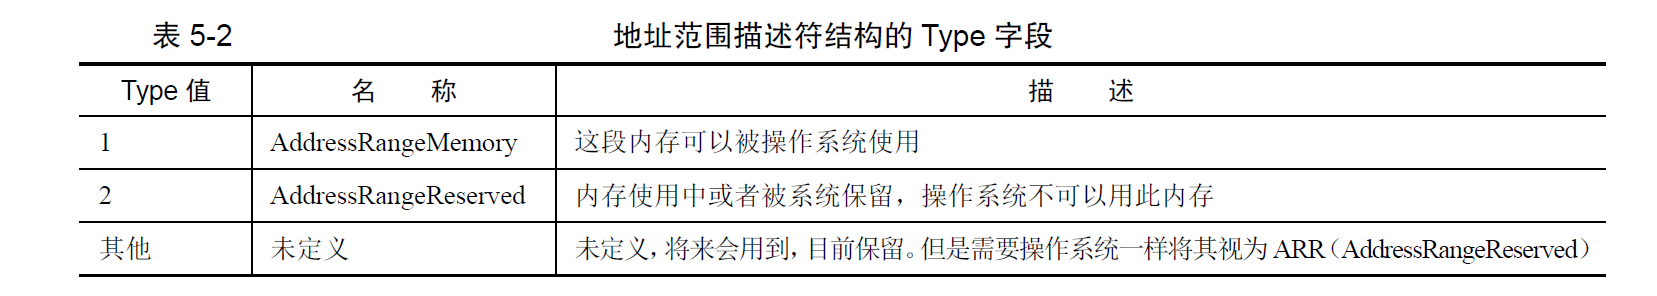 表 5-2 地址范围描述符结构的 Type 字段
Type 值 名 称 描 述
1 AddressRangeMemory 这段内存可以被操作系统使用
2 AddressRangeReserved 内存使用中或者被系统保留，操作系统不可以用此内存
其他 未定义 未定义，将来会用到，目前保留。但是需要操作系统一样将其视为 ARR（AddressRangeReserved）